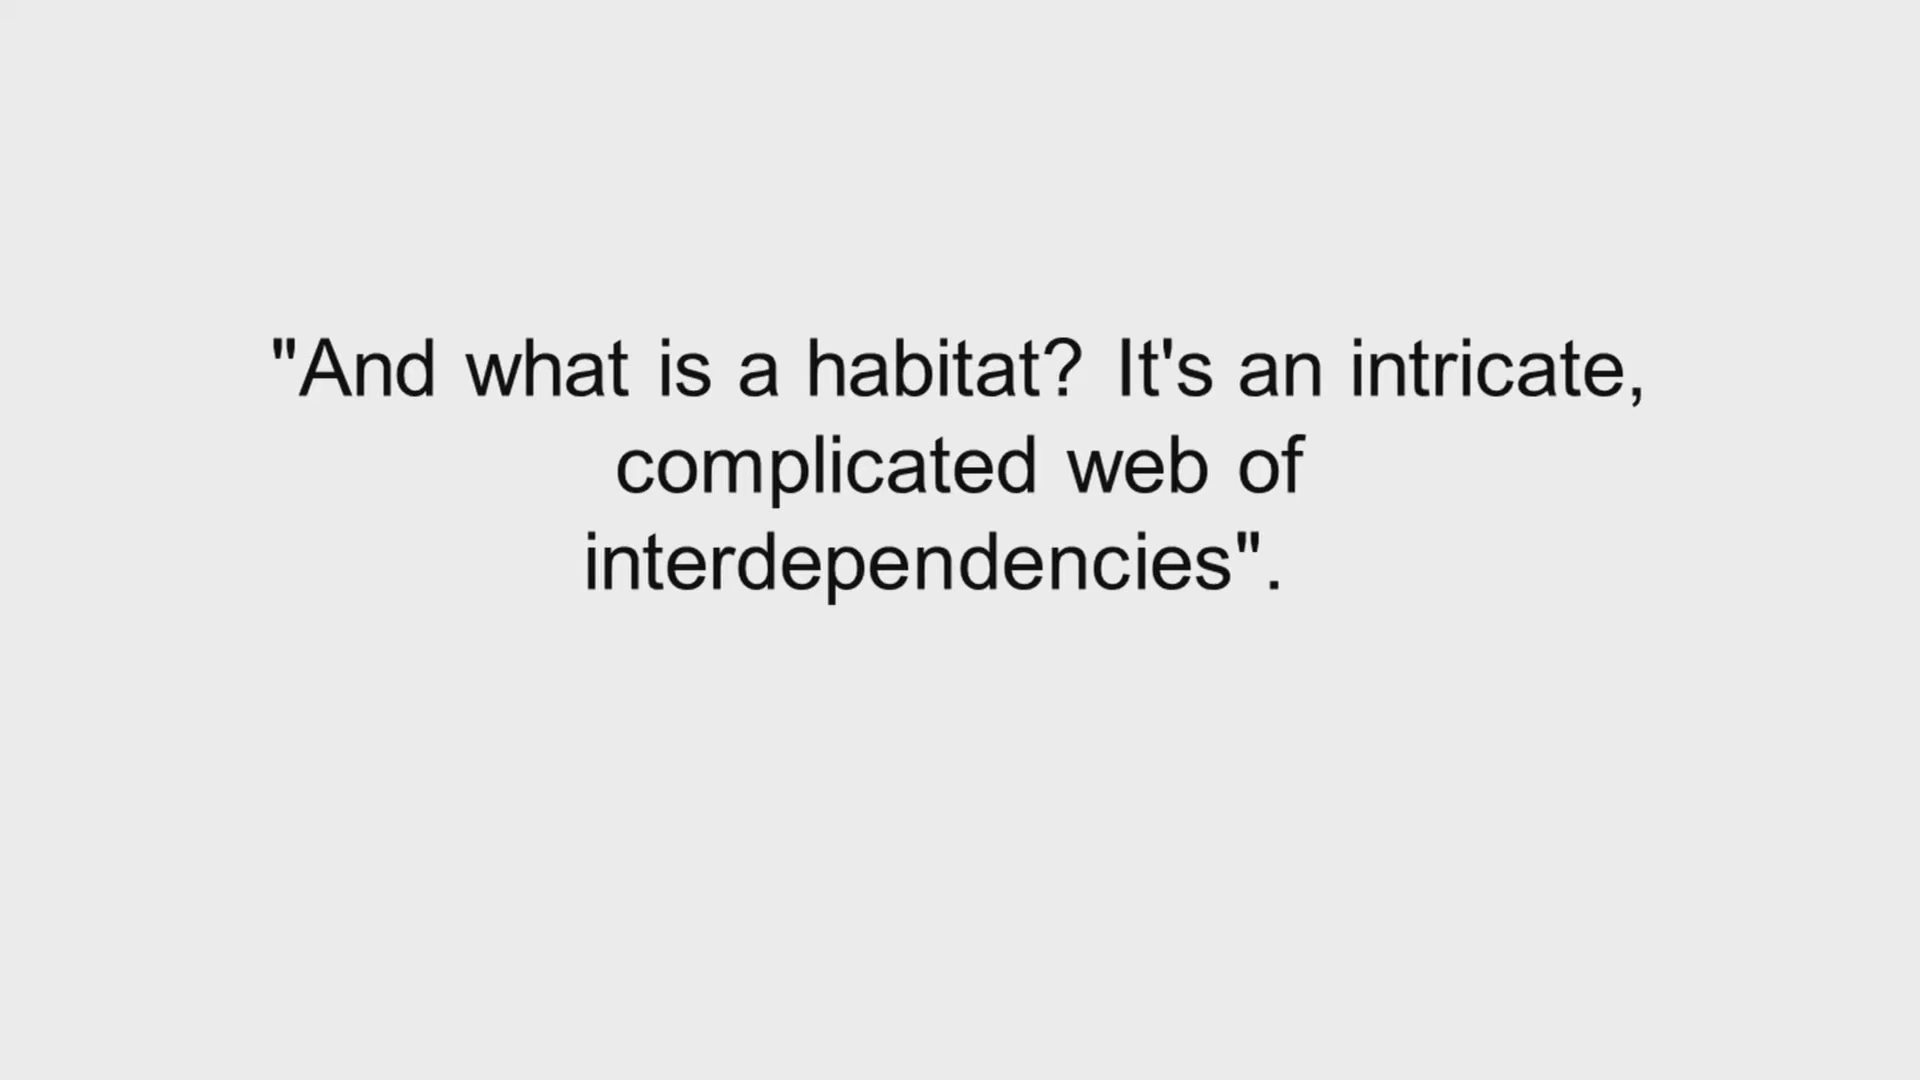 "And what is a habitat? It's an intricate,
complicated web of
interdependencies".